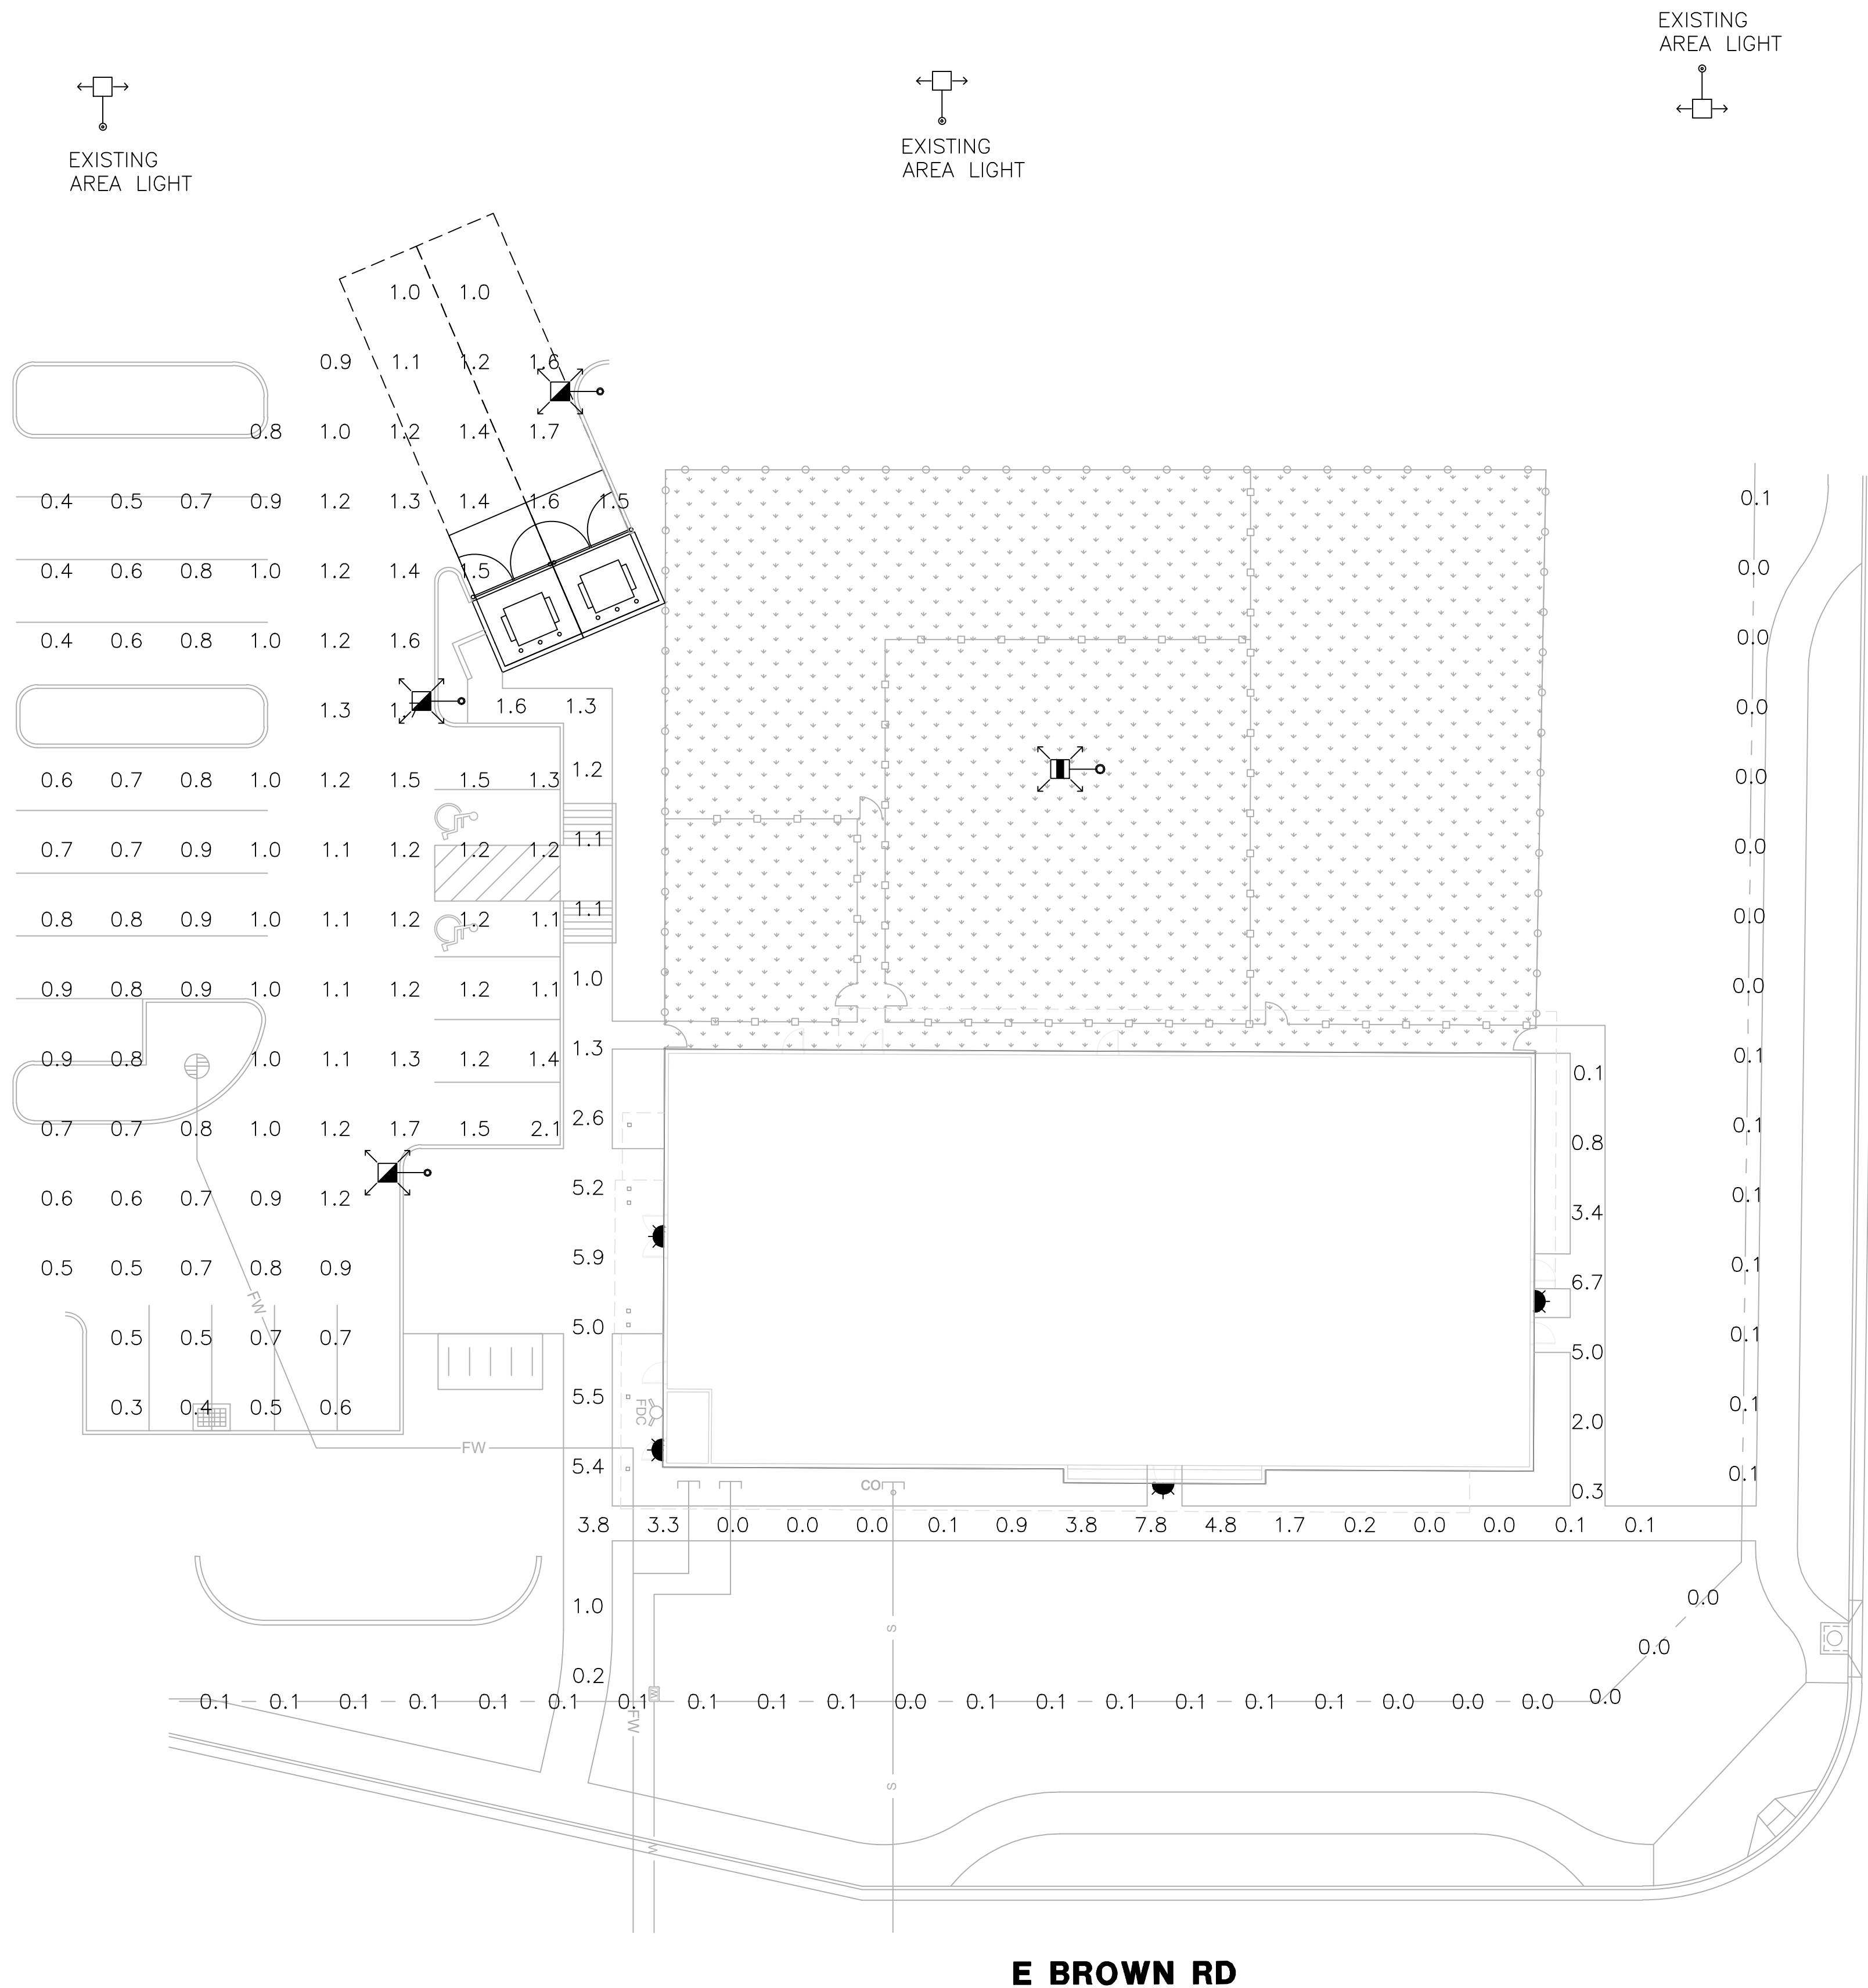 EXISTING
AREA LIGHT
EXISTING
AREA LIGHT
EXISTING
AREA LIGHT
1.0 1.0
0.9 1.1 1.2 1.6
0.8 1.0 1.2 1.4 1.7
0.4 0.5 0.7 0.9 1.2 1.3 1.4 1.6 1.5 0.1
0.4 0.6 0.8 1.0 1.2 1.4 1.5 0.0
0.4 0.6 0.8 1.0 1.2 1.6 0.0
1.3 1.7 1.6 1.3 0.0
1.2
0.6 0.7 0.8 1.0 1.2 1.5 1.5 1.3 0.0
1.1
0.7 0.7 0.9 1.0 1.1 1.2 1.2 1.2 0.0
1.1
0.8 0.8 0.9 1.0 1.1 1.2 1.2 1.1 0.0
1.0
0.9 0.8 0.9 1.0 1.1 1.2 1.2 1.1 0.0
1.3
0.9 0.8 1.0 1.1 1.3 1.2 1.4 0.1
0.1
2.6
0.7 0.7 0.8 1.0 1.2 1.7 1.5 2.1 0.1
0.8
5.2
0.6 0.6 0.7 0.9 1.2 0.1
3.4
5.9
0.5 0.5 0.7 0.8 0.9 0.1
6.7
FW
5.0
0.5 0.5 0.7 0.7 0.1
5.0
5.5
0.3 0.4 0.5 0.6 0.1
FDC
2.0
FW
5.4 0.1
CO
0.3
3.8 3.3 0.0 0.0 0.0 0.1 0.9 3.8 7.8 4.8 1.7 0.2 0.0 0.0 0.1 0.1
1.0 0.0
S
0.0
0.2
W
0.1 0.1 0.1 0.1 0.1 0.1 0.1 0.1 0.1 0.1 0.0 0.1 0.1 0.1 0.1 0.1 0.1 0.0 0.0 0.0 0.0
FW
S
W
E BROWN RD